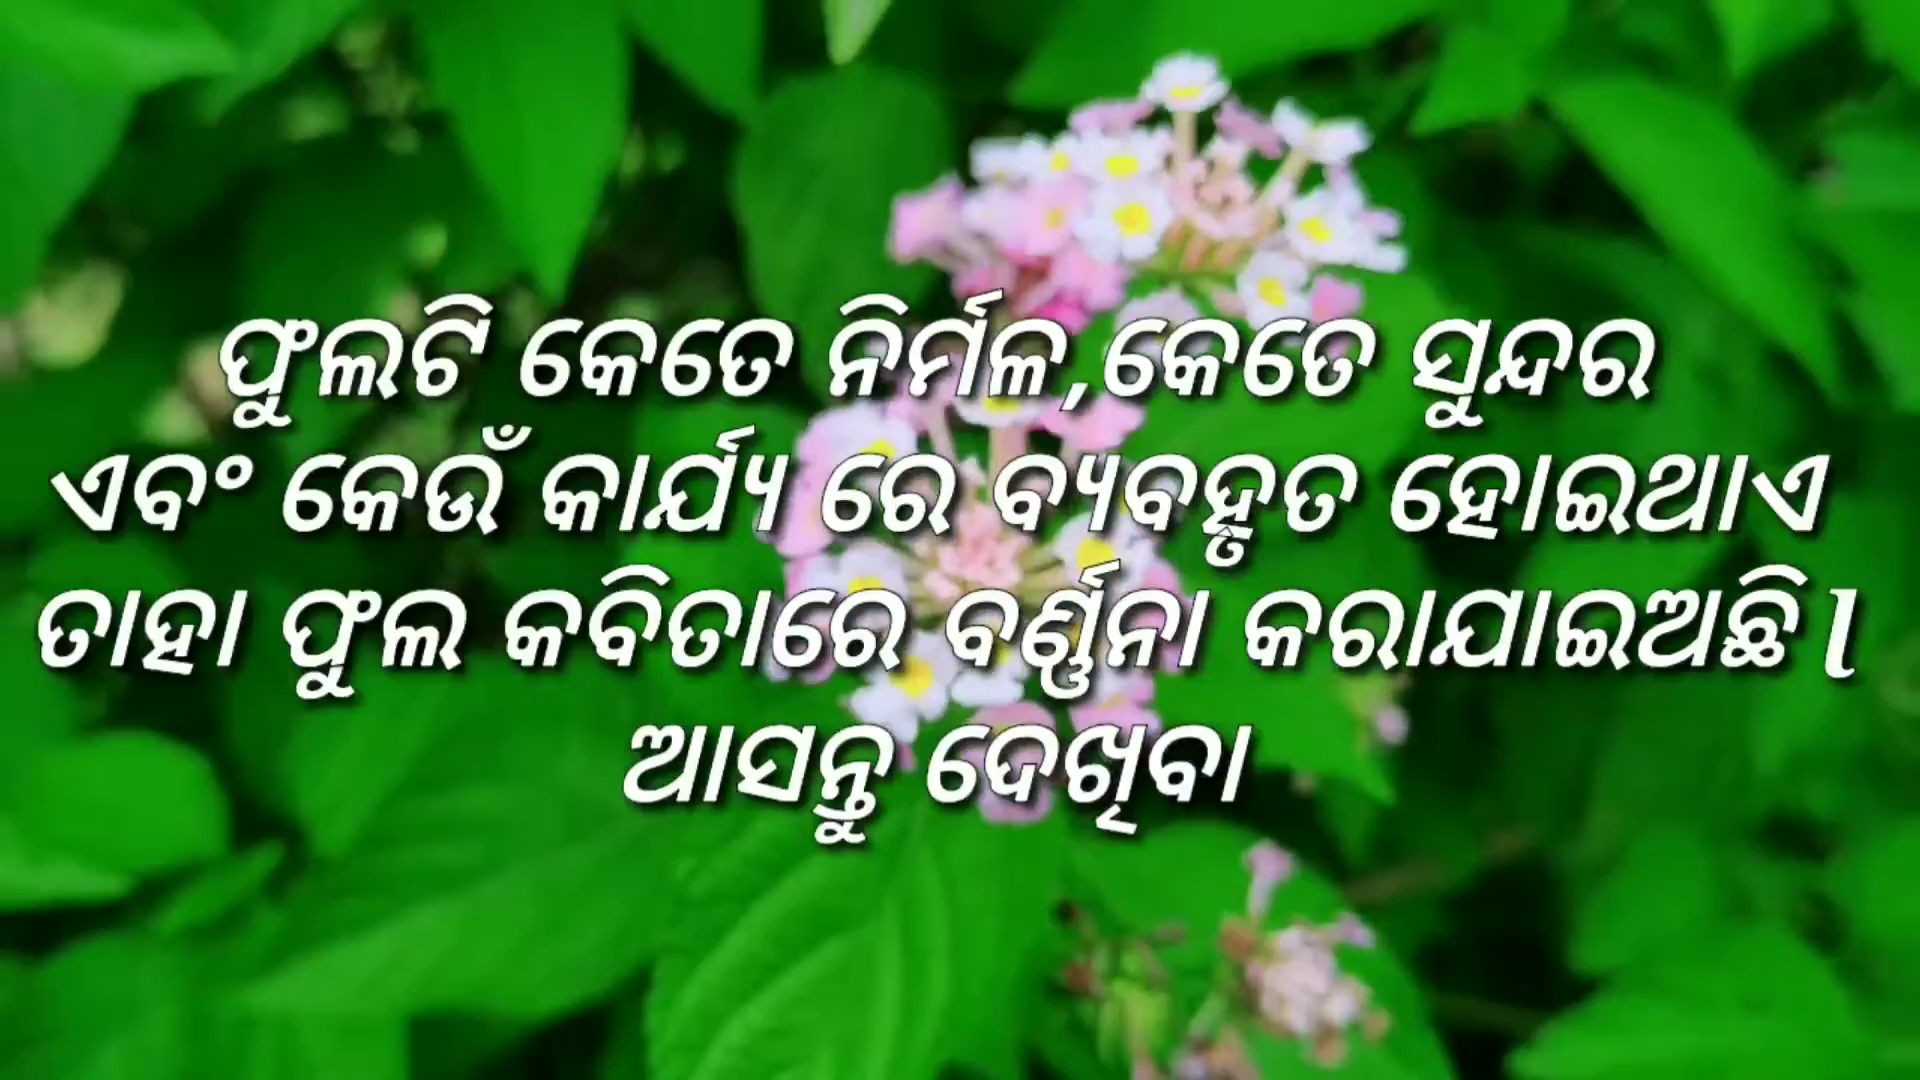 ଫୁଲଟି କେତେ ନିର୍ମଳ,କେତେ ସୁନ୍ଦର
ଏବଂ କେଉଁ କାର୍ଯ୍ୟ ରେ ବ୍ୟବହୃତ ହୋଇଥାଏ
ତାହା ଫୁଲ କବିତାରେ ବର୍ଣ୍ଣନା କରାଯାଇଅଛି।
ଆସନ୍ତୁ ଦେଖିବା